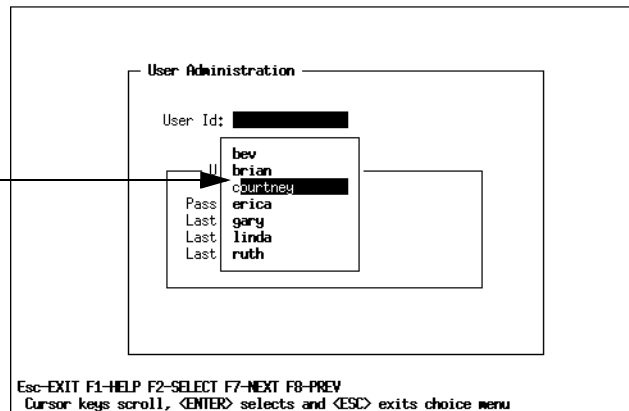 User Administration
User Id:
bev
U brian
courtney
Pass erica
Last gary
Last linda
Last ruth
Esc-EXIT F1-HELP F2-SELECT F7-NEXT F8-PREV
Cursor keys scroll, <ENTER> selects and <ESC> exits choice menu